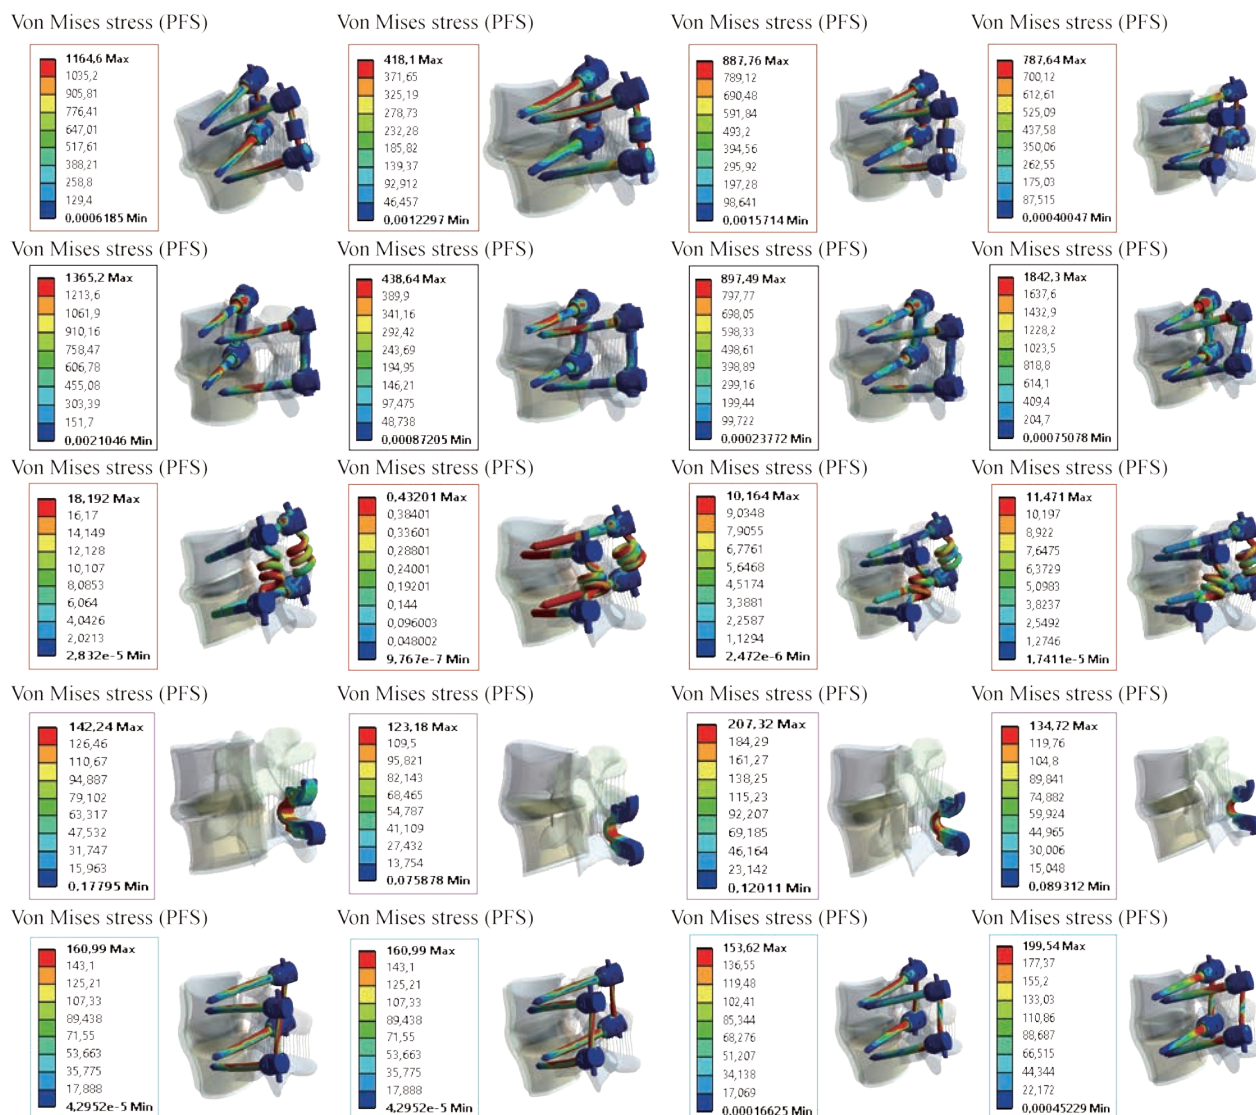 Von Mises stress (PFS)
1164,6 Max
1035,2
905,81
776,41
647,01
517,61
388,21
258,8
129,4
0,0006185 Min
Von Mises stress (PFS)
418,1 Max
371,65
325,19
278,73
232,28
185,82
139,37
92,912
46,457
0,0012297 Min
Von Mises stress (PFS)
887,76 Max
789,12
690,48
591,84
493,2
394,56
295,92
197,28
98,641
0,0015714 Min
Von Mises stress (PFS)
787,64 Max
700,12
612,61
525,09
437,58
350,06
262,55
175,03
87,515
0,00040047 Min
Von Mises stress (PFS)
1365,2 Max
1213,6
1061,9
910,16
758,47
606,78
455,08
303,39
151,7
0,0021046 Min
Von Mises stress (PFS)
438,64 Max
389,9
341,16
292,42
243,69
194,95
146,21
97,475
48,738
0,00087205 Min
Von Mises stress (PFS)
897,49 Max
797,77
698,05
598,33
498,61
398,89
299,16
199,44
99,722
0,00023772 Min
Von Mises stress (PFS)
1842,3 Max
1637,6
1432,9
1228,2
1023,5
818,8
614,1
409,4
204,7
0,00075078 Min
Von Mises stress (PFS)
18,192 Max
16,17
14,149
12,128
10,107
8,0853
6,064
4,0426
2,0213
2,832e-5 Min
Von Mises stress (PFS)
0,43201 Max
0,38401
0,33601
0,28801
0,24001
0,19201
0,144
0,096003
0,048002
9,767e-7 Min
Von Mises stress (PFS)
10,164 Max
9,0348
7,9055
6,7761
5,6468
4,5174
3,3881
2,2587
1,1294
2,472e-6 Min
Von Mises stress (PFS)
11,471 Max
10,197
8,922
7,6475
6,3729
5,0983
3,8237
2,5492
1,2746
1,7411e-5 Min
Von Mises stress (PFS)
142,24 Max
126,46
110,67
94,887
79,102
63,317
47,532
31,747
15,963
0,17795 Min
Von Mises stress (PFS)
123,18 Max
109,5
95,821
82,143
68,465
54,787
41,109
27,432
13,754
0,075878 Min
Von Mises stress (PFS)
207,32 Max
184,29
161,27
138,25
115,23
92,207
69,185
46,164
23,142
0,12011 Min
Von Mises stress (PFS)
134,72 Max
119,76
104,8
89,841
74,882
59,924
44,965
30,006
15,048
0,089312 Min
Von Mises stress (PFS)
160,99 Max
143,1
125,21
107,33
89,438
71,55
53,663
35,775
17,888
4,2952e-5 Min
Von Mises stress (PFS)
160,99 Max
143,1
125,21
107,33
89,438
71,55
53,663
35,775
17,888
4,2952e-5 Min
Von Mises stress (PFS)
153,62 Max
136,55
119,48
102,41
85,344
68,276
51,207
34,138
17,069
0,00016625 Min
Von Mises stress (PFS)
199,54 Max
177,37
155,2
133,03
110,86
88,687
66,515
44,344
22,172
0,00045229 Min